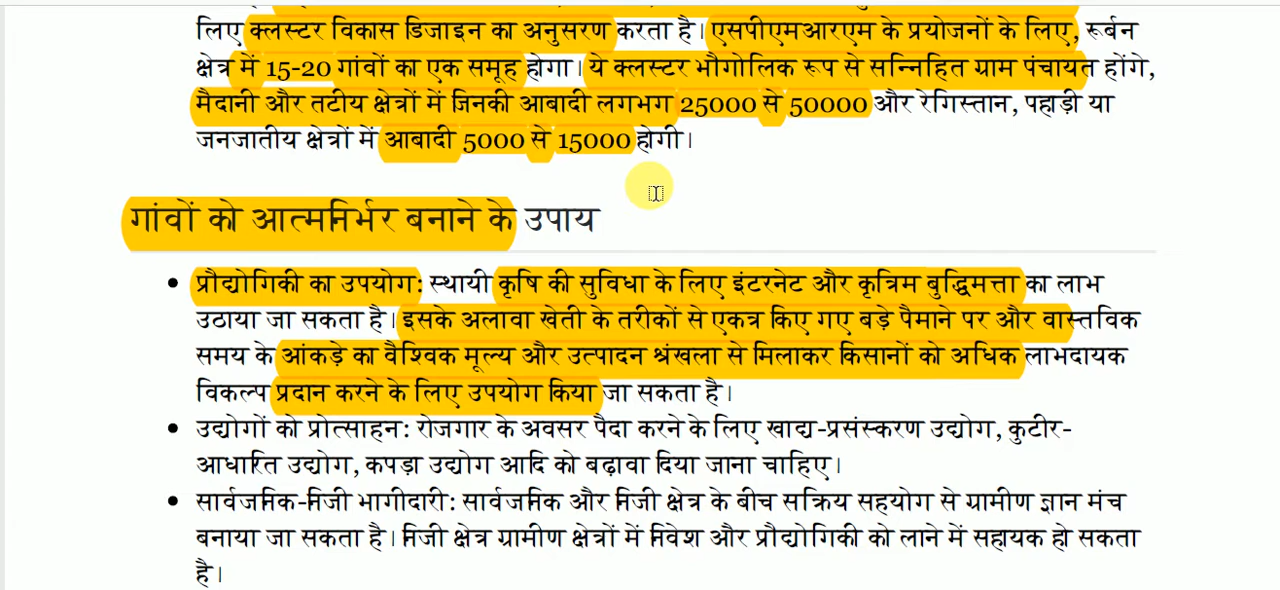 लिए क्लस्टर विकास डिजाइन का अनुसरण करता है। एसपीएमआरएम के प्रयोजनों के लिए, रूर्बन
क्षेत्र में 15-20 गांवों का एक समूह होगा। ये क्लस्टर भौगोलिक रूप से सन्निहित ग्राम पंचायत होंगे,
मैदानी और तटीय क्षेत्रों में जिनकी आबादी लगभग 25000 से 50000 और रेगिस्तान, पहाड़ी या
जनजातीय क्षेत्रों में आबादी 5000 से 15000 होगी।
गांवों को आत्मनिर्भर बनाने के उपाय
• प्रौद्योगिकी का उपयोग: स्थायी कृषि की सुविधा के लिए इंटरनेट और कृत्रिम बुद्धिमत्ता का लाभ
उठाया जा सकता है। इसके अलावा खेती के तरीकों से एकत्र किए गए बड़े पैमाने पर और वास्तविक
समय के आंकड़े का वैश्विक मूल्य और उत्पादन श्रंखला से मिलाकर किसानों को अधिक लाभदायक
विकल्प प्रदान करने के लिए उपयोग किया जा सकता है।
• उद्योगों को प्रोत्साहन: रोजगार के अवसर पैदा करने के लिए खाद्य-प्रसंस्करण उद्योग, कुटीर-
आधारित उद्योग, कपड़ा उद्योग आदि को बढ़ावा दिया जाना चाहिए।
• सार्वजनिक-निजी भागीदारी: सार्वजनिक और निजी क्षेत्र के बीच सक्रिय सहयोग से ग्रामीण ज्ञान मंच
बनाया जा सकता है। निजी क्षेत्र ग्रामीण क्षेत्रों में निवेश और प्रौद्योगिकी को लाने में सहायक हो सकता
है।